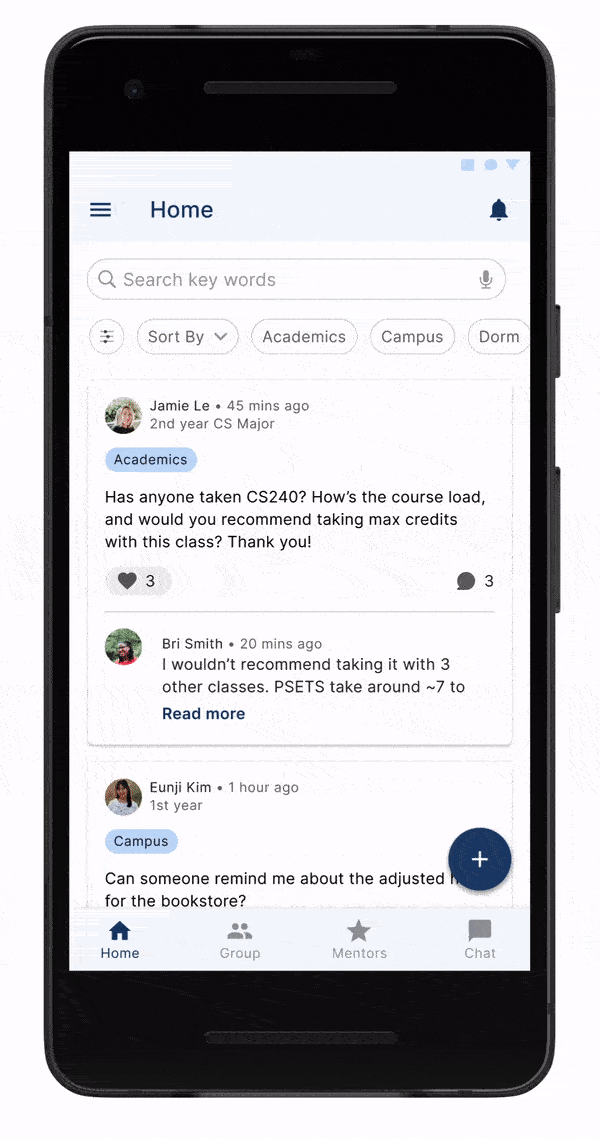 Home
Search key words
Sort By
Academics
Campus
Dorm
Jamie Le • 45 mins ago
2nd year CS Major
Academics
Has anyone taken CS240? How’s the course load,
and would you recommend taking max credits
with this class? Thank you!
3
3
Bri Smith • 20 mins ago
I wouldn’t recommend taking it with 3
other classes. PSETS take around ~7 to
Read more
Eunji Kim • 1 hour ago
1st year
Campus
Can someone remind me about the adjusted
for the bookstore?
Home
Group
Mentors
Chat